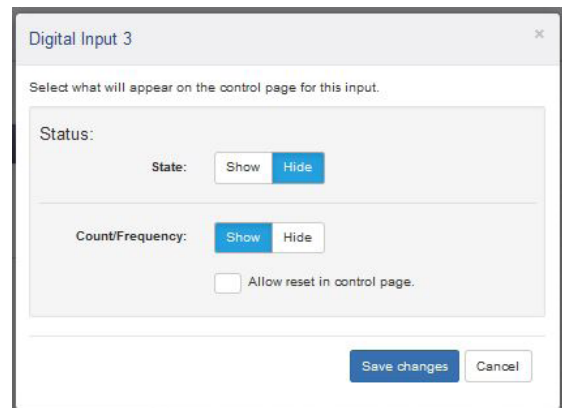 Digital Input 3 ×
Select what will appear on the control page for this input.
Status:
State: Show Hide
Count/Frequency: Show Hide
Allow reset in control page.
Save changes Cancel